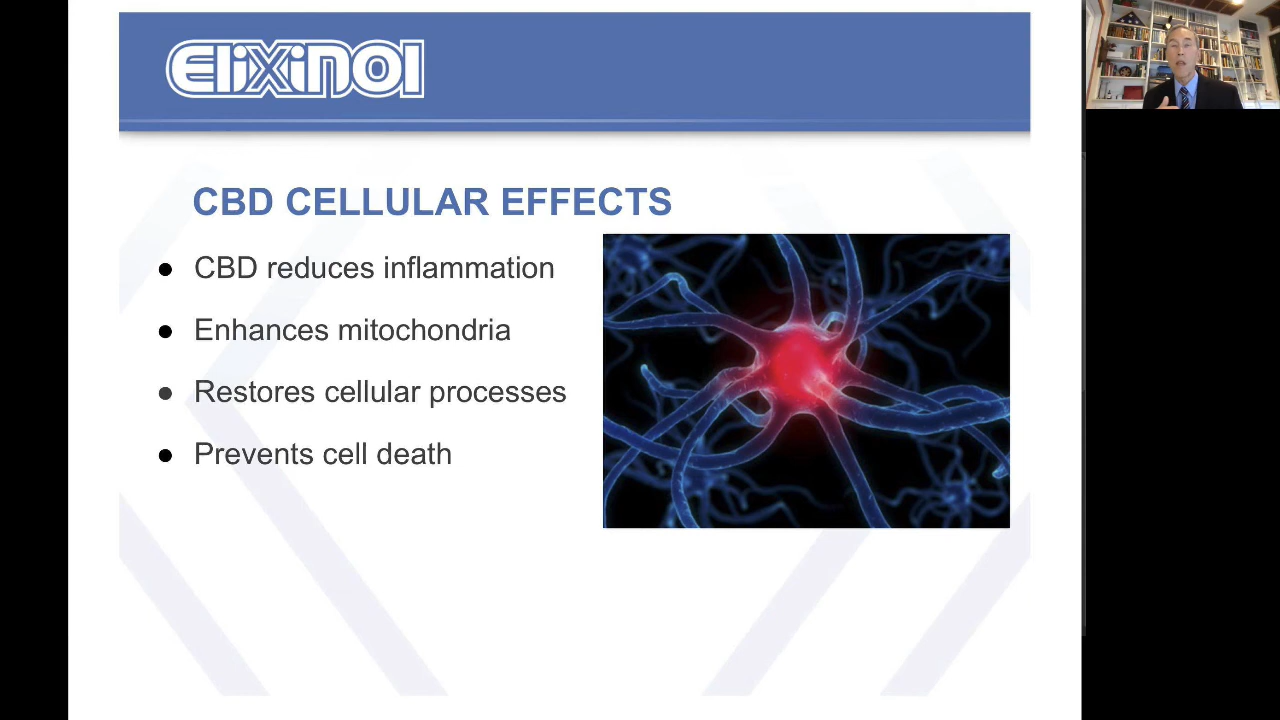 Elixinol
CBD CELLULAR EFFECTS
● CBD reduces inflammation
● Enhances mitochondria
● Restores cellular processes
● Prevents cell death